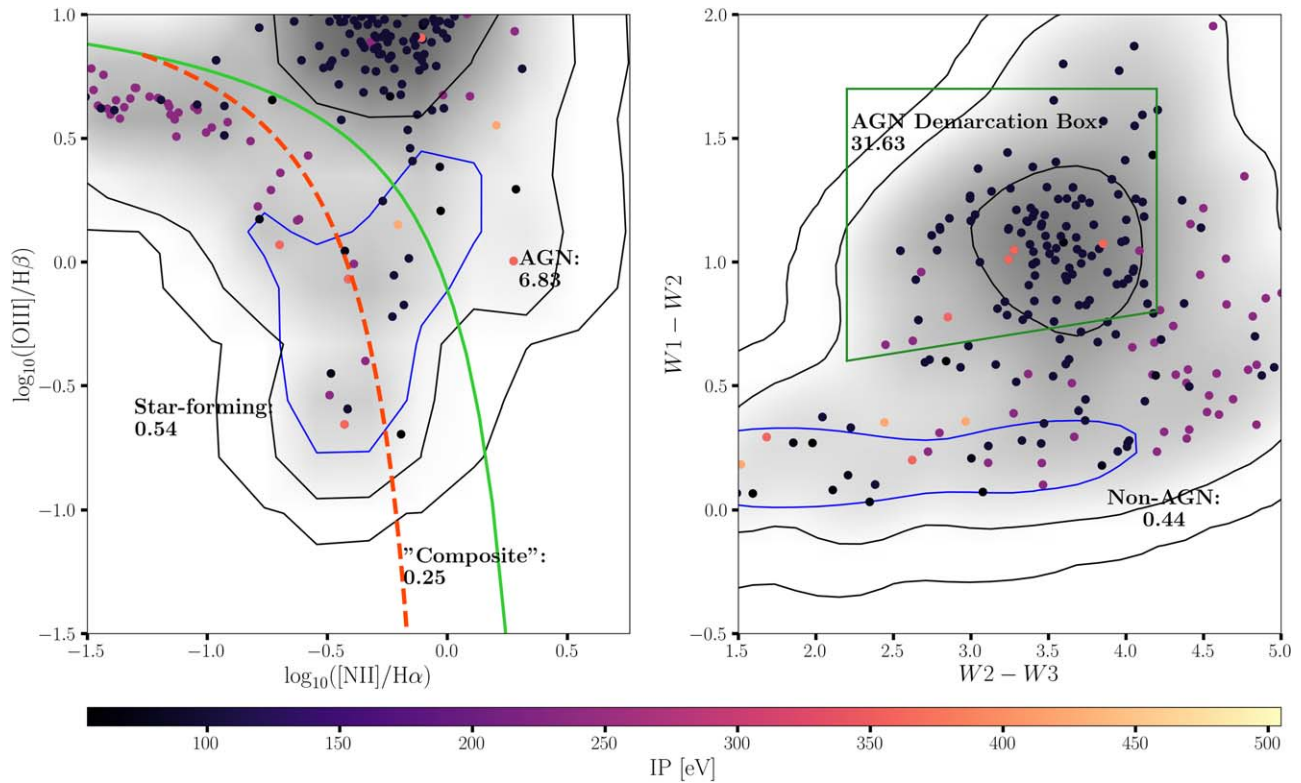 1.0
0.5
0.0
−0.5
−1.0
−1.5
log₁₀([OIII]/Hβ)
AGN:
6.83
Star-forming:
0.54
"Composite":
0.25
−1.5 −1.0 −0.5 0.0 0.5
log₁₀([NII]/Hα)
2.0
1.5
1.0
0.5
0.0
−0.5
W1 − W2
AGN Demarcation Box:
31.63
Non-AGN:
0.44
1.5 2.0 2.5 3.0 3.5 4.0 4.5 5.0
W2 − W3
100 150 200 250 300 350 400 450 500
IP [eV]